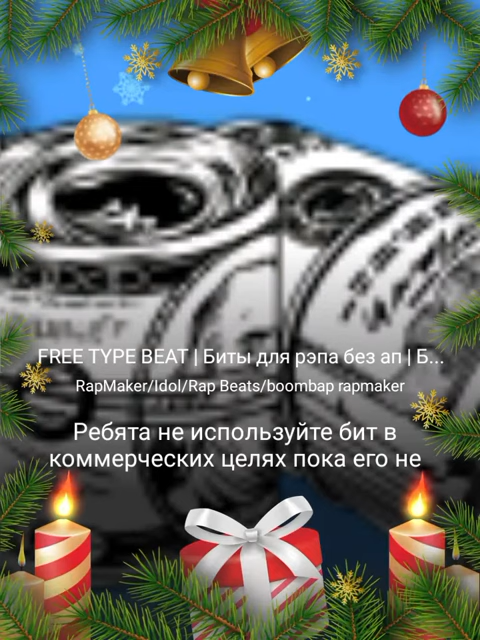 FREE TYPE BEAT | Биты для рэпа без ап | Б...
RapMaker/Idol/Rap Beats/boombap rapmaker
Ребята не используйте бит в
коммерческих целях пока его не